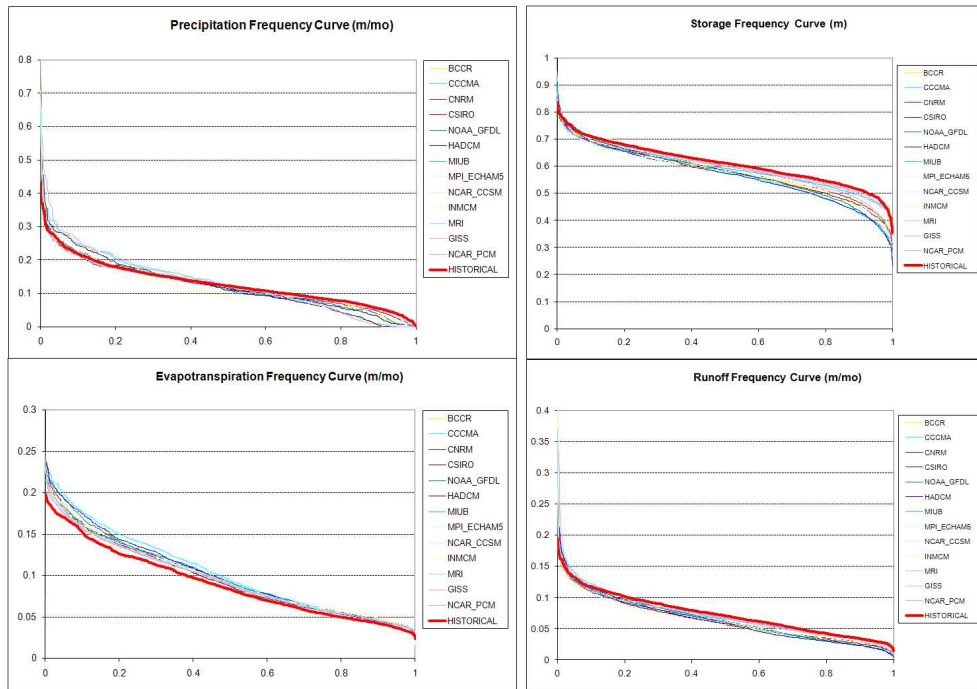 Precipitation Frequency Curve (m/mo)
0.8
0.7
0.6
0.5
0.4
0.3
0.2
0.1
0
0
0.2
0.4
0.6
0.8
1
BCCR
CCCMA
CNRM
CSIRO
NOAA_GFDL
HADCM
MIUB
MPI_ECHAM5
NCAR_CCSM
INMCM
MRI
GISS
NCAR_PCM
HISTORICAL
Storage Frequency Curve (m)
1
0.9
0.8
0.7
0.6
0.5
0.4
0.3
0.2
0.1
0
0
0.2
0.4
0.6
0.8
1
BCCR
CCCMA
CNRM
CSIRO
NOAA_GFDL
HADCM
MIUB
MPI_ECHAM5
NCAR_CCSM
INMCM
MRI
GISS
NCAR_PCM
HISTORICAL
Evapotranspiration Frequency Curve (m/mo)
0.3
0.25
0.2
0.15
0.1
0.05
0
0
0.2
0.4
0.6
0.8
1
BCCR
CCCMA
CNRM
CSIRO
NOAA_GFDL
HADCM
MIUB
MPI_ECHAM5
NCAR_CCSM
INMCM
MRI
GISS
NCAR_PCM
HISTORICAL
Runoff Frequency Curve (m/mo)
0.4
0.35
0.3
0.25
0.2
0.15
0.1
0.05
0
0
0.2
0.4
0.6
0.8
1
BCCR
CCCMA
CNRM
CSIRO
NOAA_GFDL
HADCM
MIUB
MPI_ECHAM5
NCAR_CCSM
INMCM
MRI
GISS
NCAR_PCM
HISTORICAL